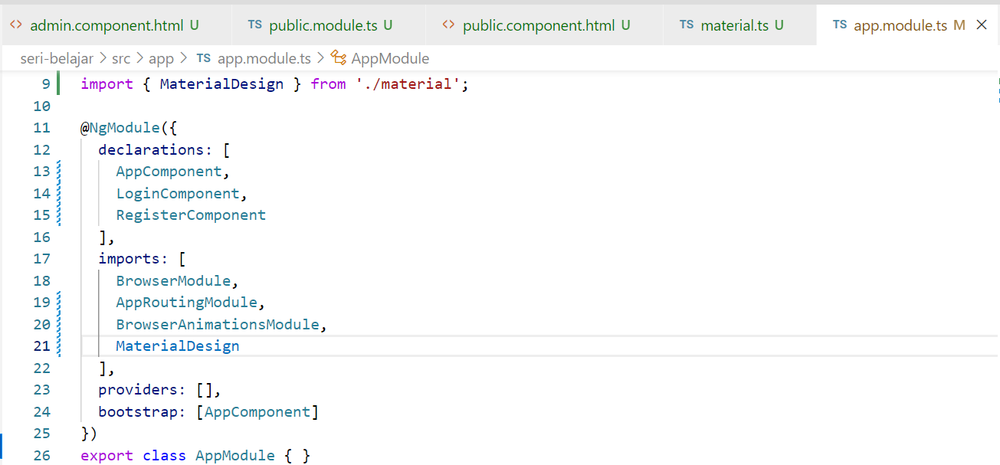 <> admin.component.html U TS public.module.ts U <> public.component.html U TS material.ts U TS app.module.ts M ×
seri-belajar > src > app > TS app.module.ts > AppModule
9 import { MaterialDesign } from './material';
10
11 @NgModule({
12 declarations: [
13 AppComponent,
14 LoginComponent,
15 RegisterComponent
16 ],
17 imports: [
18 BrowserModule,
19 AppRoutingModule,
20 BrowserAnimationsModule,
21 MaterialDesign
22 ],
23 providers: [],
24 bootstrap: [AppComponent]
25 })
26 export class AppModule { }